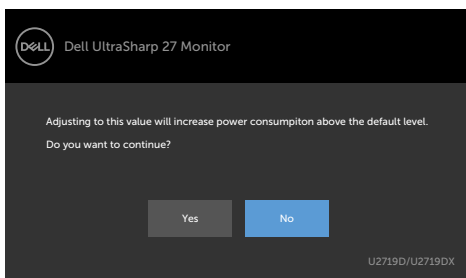 DELL Dell UltraSharp 27 Monitor
Adjusting to this value will increase power consumpiton above the default level.
Do you want to continue?
Yes No
U2719D/U2719DX